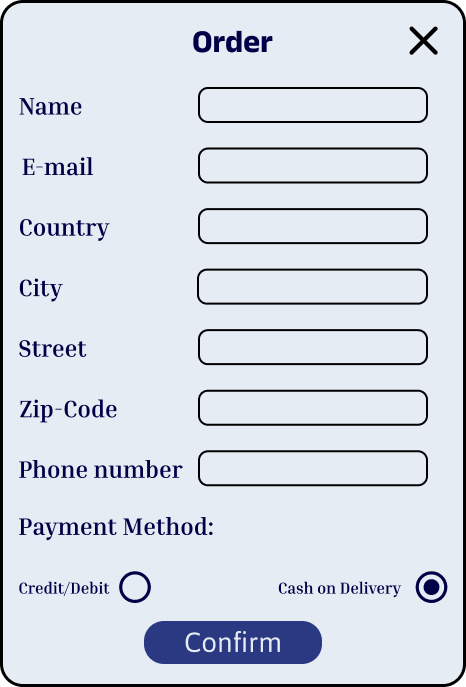 Order
Name
E-mail
Country
City
Street
Zip-Code
Phone number
Payment Method:
Credit/Debit Cash on Delivery
Confirm